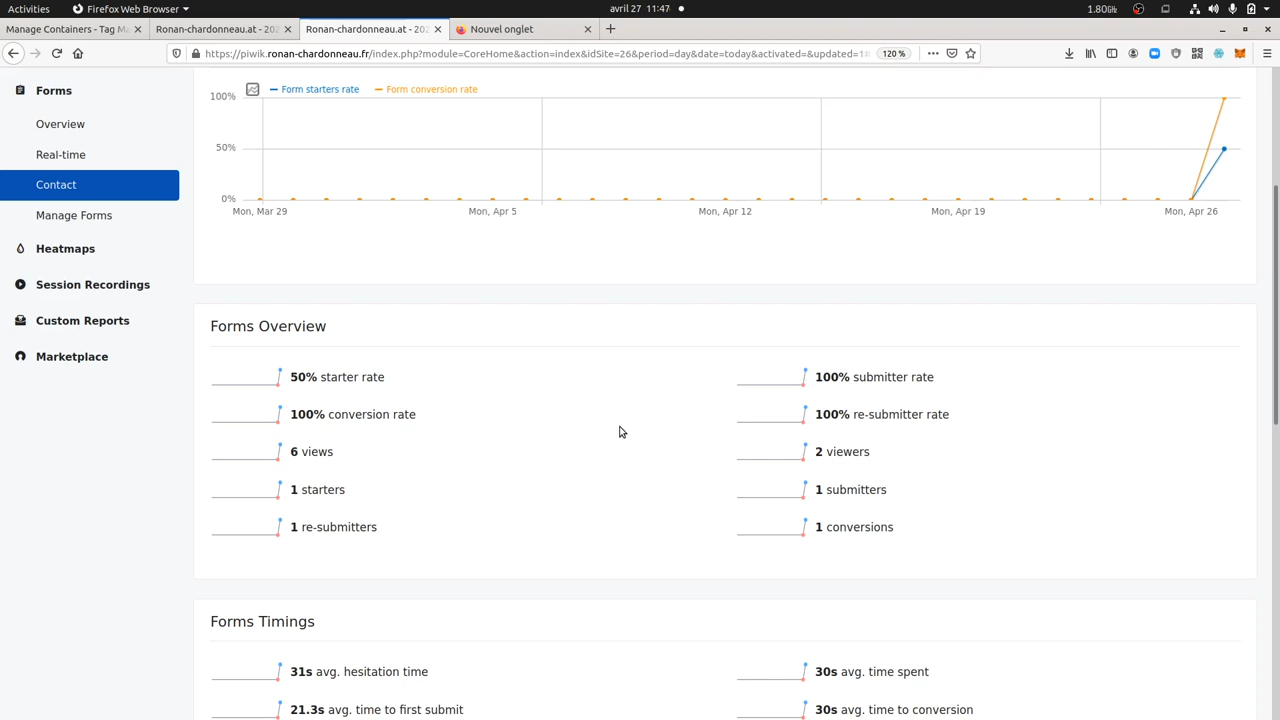 Activities
Firefox Web Browser
avril 27 11:47
Manage Containers - Tag Ma
Ronan-chardonneau.at - 202
Ronan-chardonneau.at - 202
Nouvel onglet
https://piwik.ronan-chardonneau.fr/index.php?module=CoreHome&action=index&idSite=26&period=day&date=today&activated=&updated=1
120 %
Forms
Overview
Real-time
Contact
Manage Forms
Heatmaps
Session Recordings
Custom Reports
Marketplace
Form starters rate
Form conversion rate
100%
50%
0%
Mon, Mar 29
Mon, Apr 5
Mon, Apr 12
Mon, Apr 19
Mon, Apr 26
Forms Overview
50% starter rate
100% submitter rate
100% conversion rate
100% re-submitter rate
6 views
2 viewers
1 starters
1 submitters
1 re-submitters
1 conversions
Forms Timings
31s avg. hesitation time
30s avg. time spent
21.3s avg. time to first submit
30s avg. time to conversion